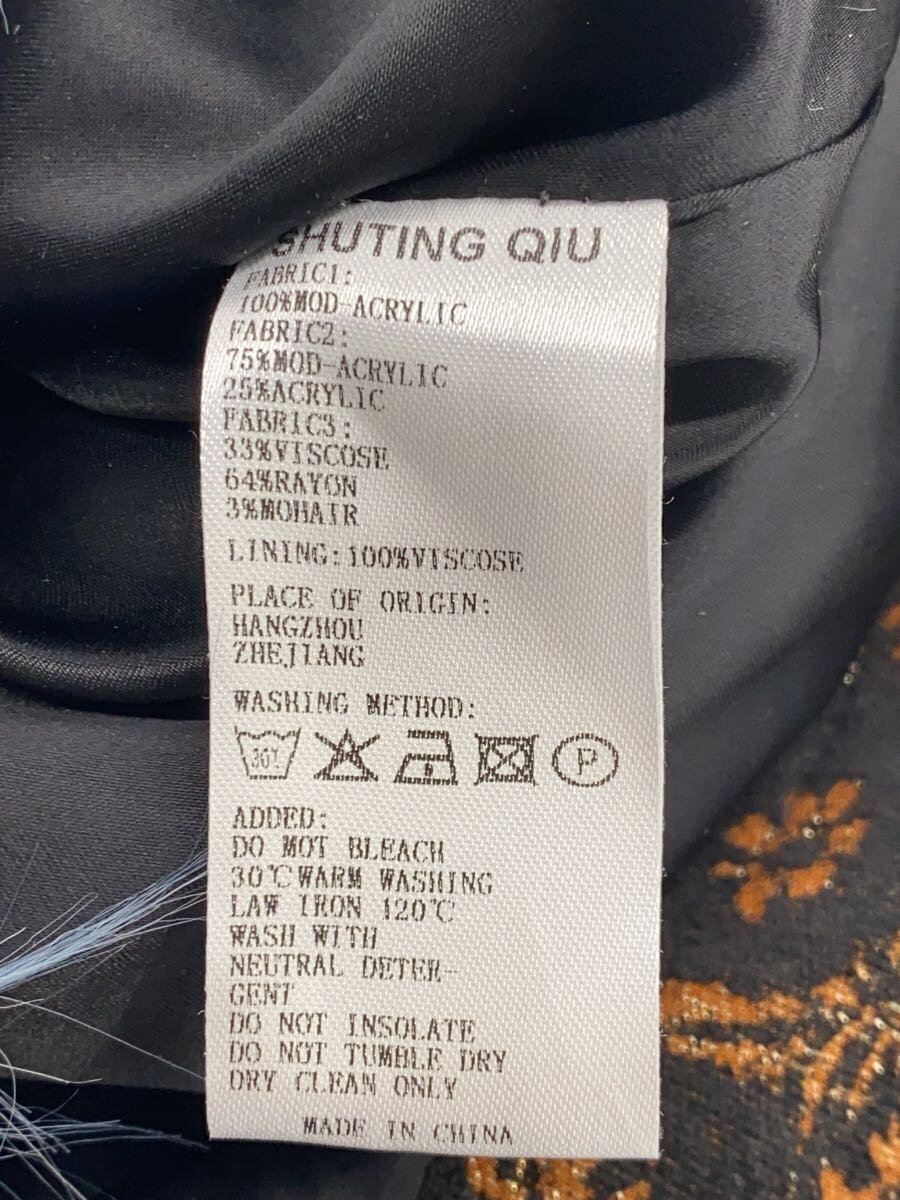 SHUTING QIU
FABRIC1:
100%MOD-ACRYLIC
FABRIC2:
75%MOD-ACRYLIC
25%ACRYLIC
FABRIC3:
33%VISCOSE
64%RAYON
3%MOHAIR
LINING:100%VISCOSE
PLACE OF ORIGIN:
HANGZHOU
ZHEJIANG
WASHING METHOD:
30℃ P
ADDED:
DO MOT BLEACH
30℃WARM WASHING
LAW IRON 120℃
WASH WITH
NEUTRAL DETER-
GENT
DO NOT INSOLATE
DO NOT TUMBLE DRY
DRY CLEAN ONLY
MADE IN CHINA